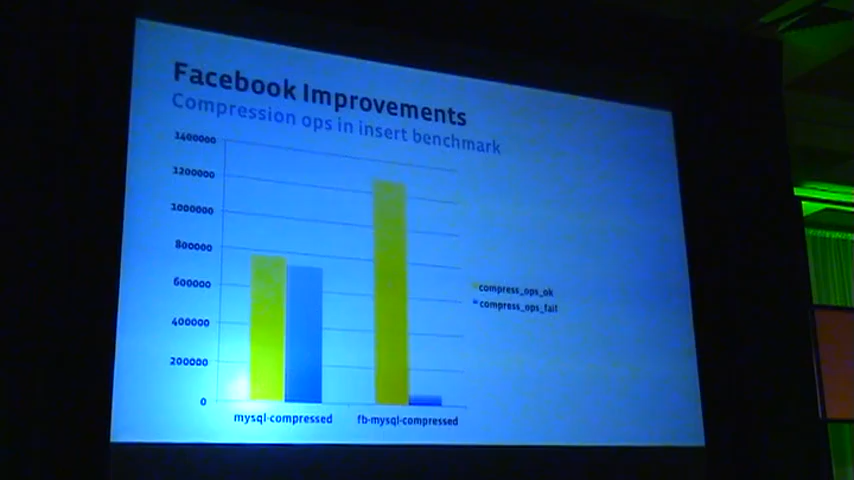 Facebook Improvements
Compression ops in insert benchmark
1400000
1200000
1000000
800000
600000
400000
200000
0
mysql-compressed
fb-mysql-compressed
compress_ops_ok
compress_ops_fail